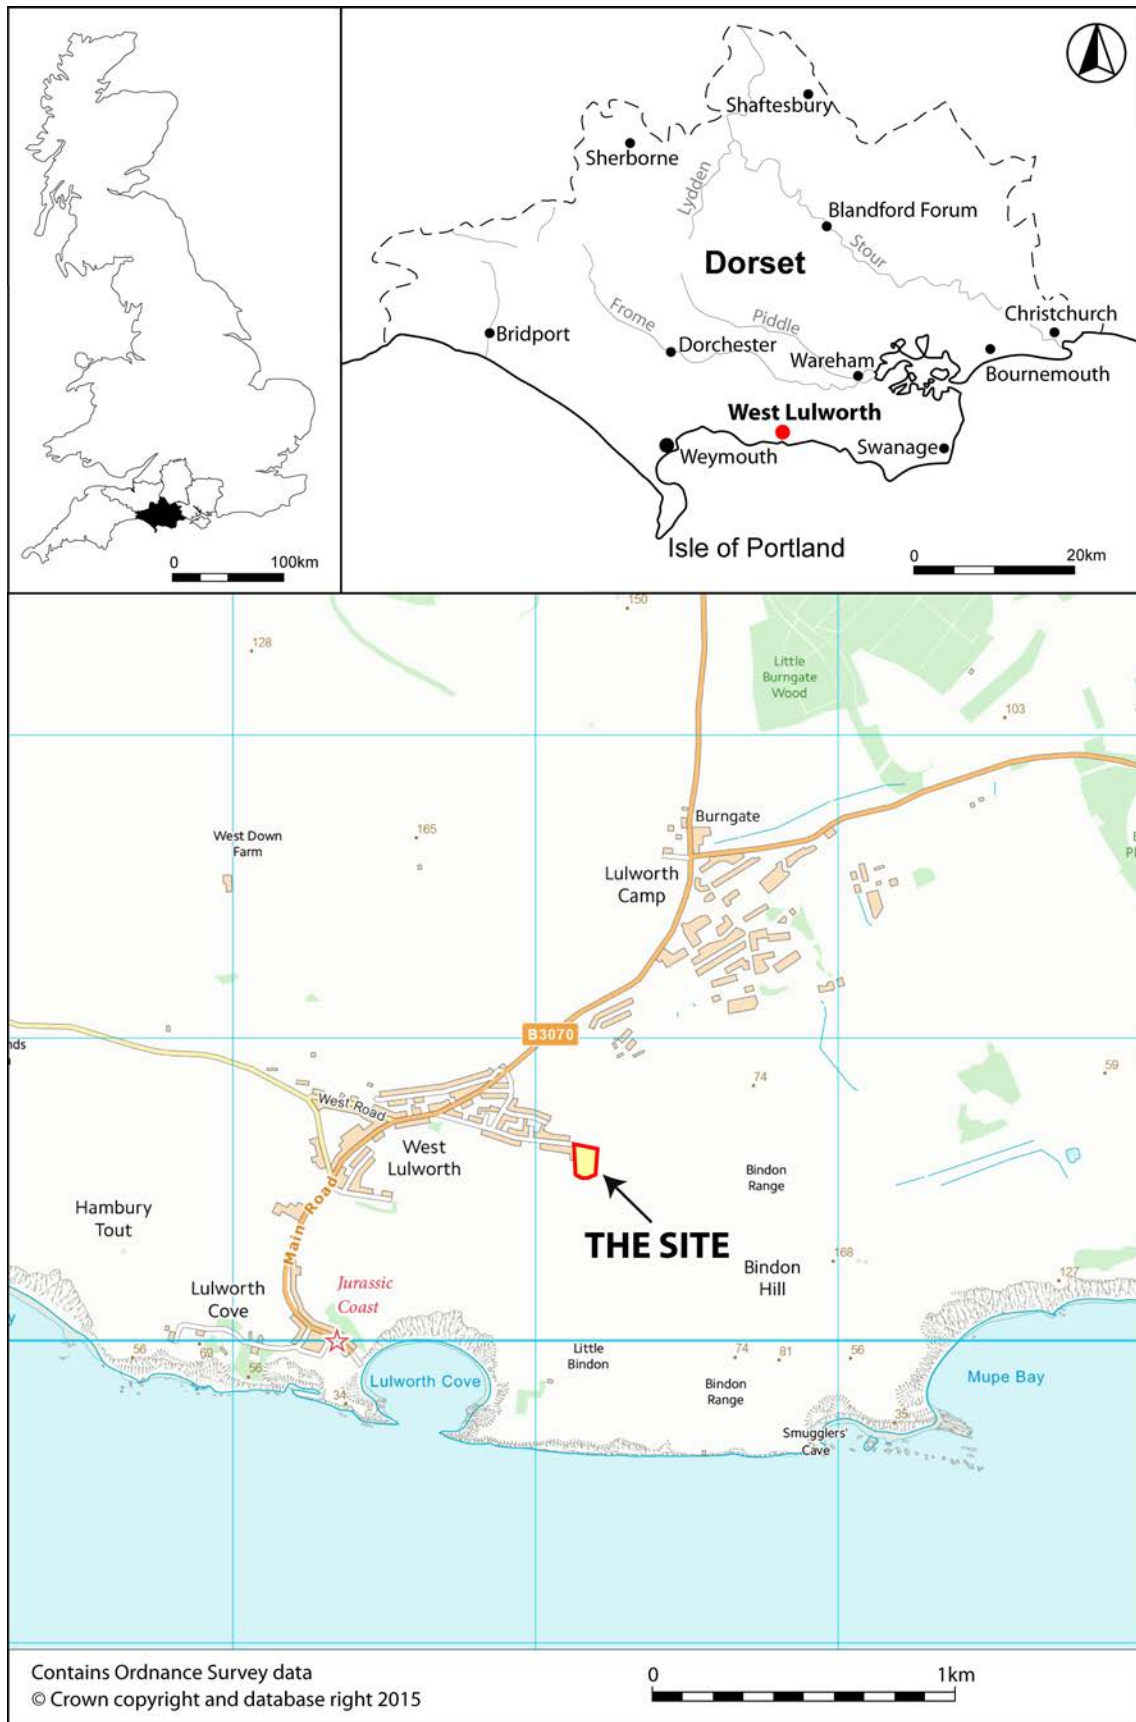 0
100km
Shaftesbury
Sherborne
Lydden
Blandford Forum
Stour
Dorset
Christchurch
Frome
Piddle
Bridport
Dorchester
Wareham
Bournemouth
West Lulworth
Weymouth
Swanage
Isle of Portland
0
20km
150
128
Little
Burngate
Wood
103
Burngate
165
West Down
Farm
Lulworth
Camp
B3070
nds
74
59
West Road
West
Lulworth
Bindon
Range
Hambury
Tout
Main Road
THE SITE
168
Bindon
Hill
127
Jurassic
Coast
Lulworth
Cove
56
69
56
34
Lulworth Cove
Little
Bindon
74
81
56
Bindon
Range
Mupe Bay
35
Smugglers'
Cave
Contains Ordnance Survey data
© Crown copyright and database right 2015
0
1km